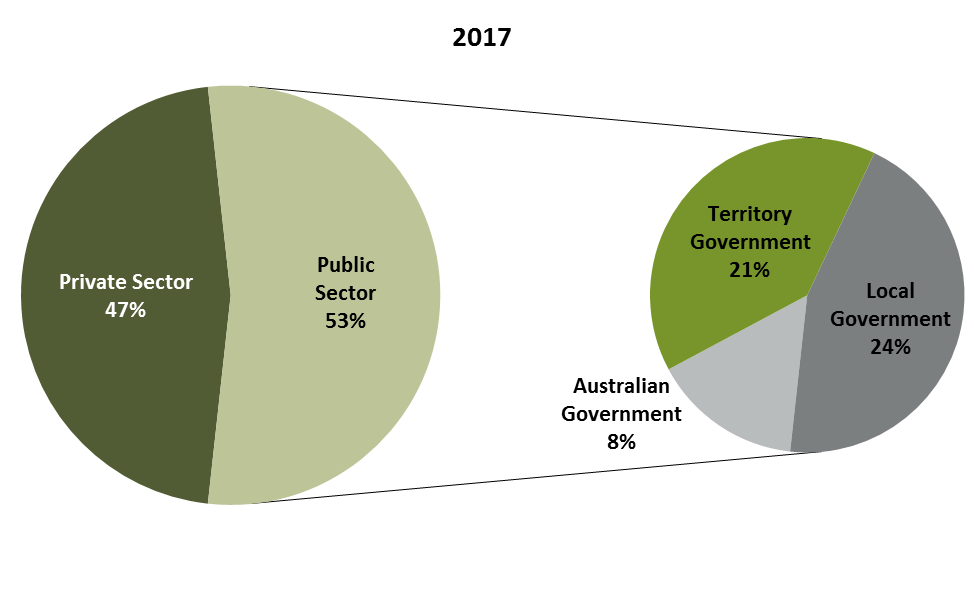 2017
Private Sector
47%
Public
Sector
53%
Territory
Government
21%
Local
Government
24%
Australian
Government
8%